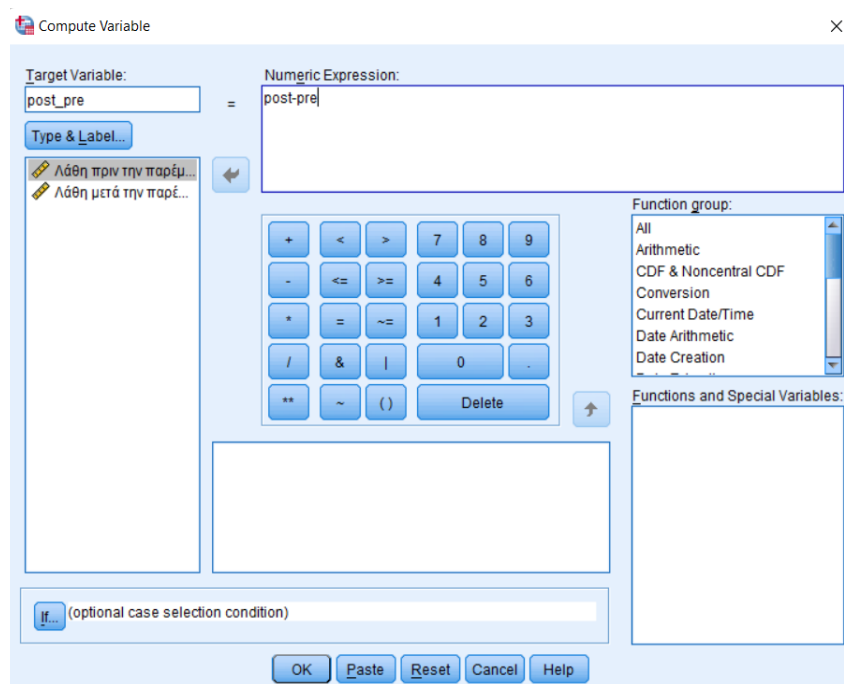 Compute Variable
Target Variable:
post_pre
=
Numeric Expression:
post-pre
Type & Label...
Λάθη πριν την παρέμ...
Λάθη μετά την παρέ...
+ < > 7 8 9
- <= >= 4 5 6
* = ~= 1 2 3
/ & | 0 .
** ~ ( ) Delete
Function group:
All
Arithmetic
CDF & Noncentral CDF
Conversion
Current Date/Time
Date Arithmetic
Date Creation
Functions and Special Variables:
If... (optional case selection condition)
OK Paste Reset Cancel Help